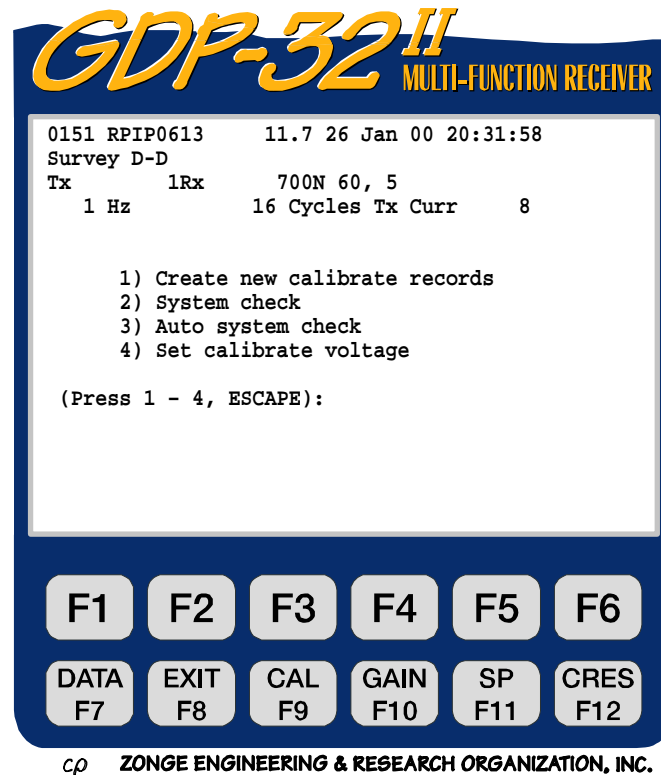 GDP-32 II
MULTI-FUNCTION RECEIVER
0151 RPIP0613 11.7 26 Jan 00 20:31:58
Survey D-D
Tx 1Rx 700N 60, 5
1 Hz 16 Cycles Tx Curr 8
1) Create new calibrate records
2) System check
3) Auto system check
4) Set calibrate voltage
(Press 1 - 4, ESCAPE):
F1 F2 F3 F4 F5 F6
DATA EXIT CAL GAIN SP CRES
F7 F8 F9 F10 F11 F12
cp ZONGE ENGINEERING & RESEARCH ORGANIZATION, INC.